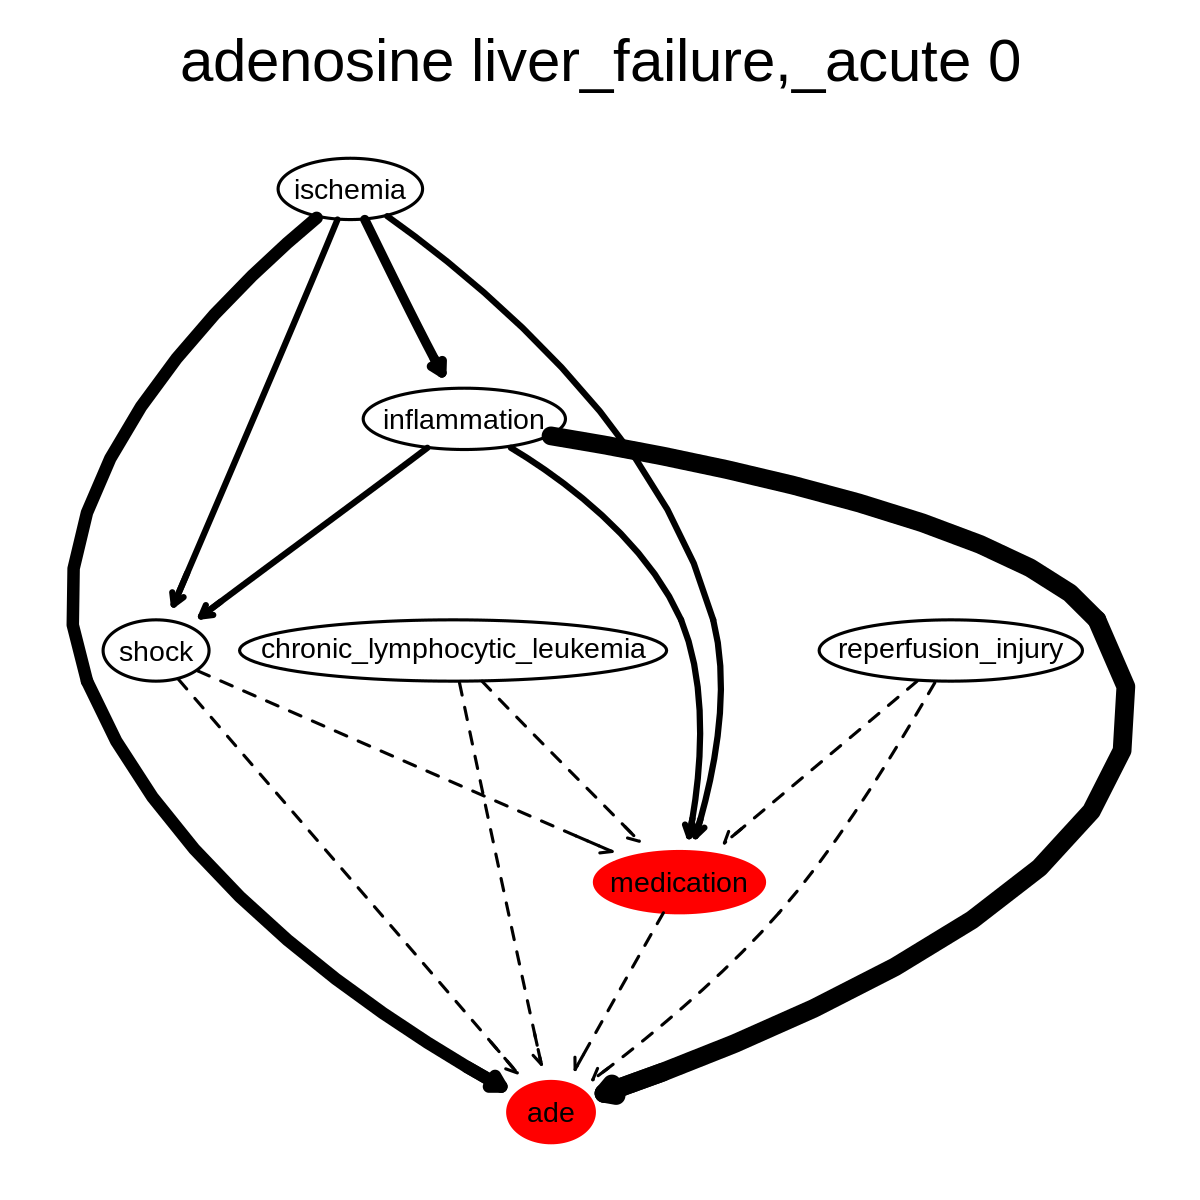 adenosine liver_failure,_acute 0
ischemia
inflammation
shock
chronic_lymphocytic_leukemia
reperfusion_injury
medication
ade